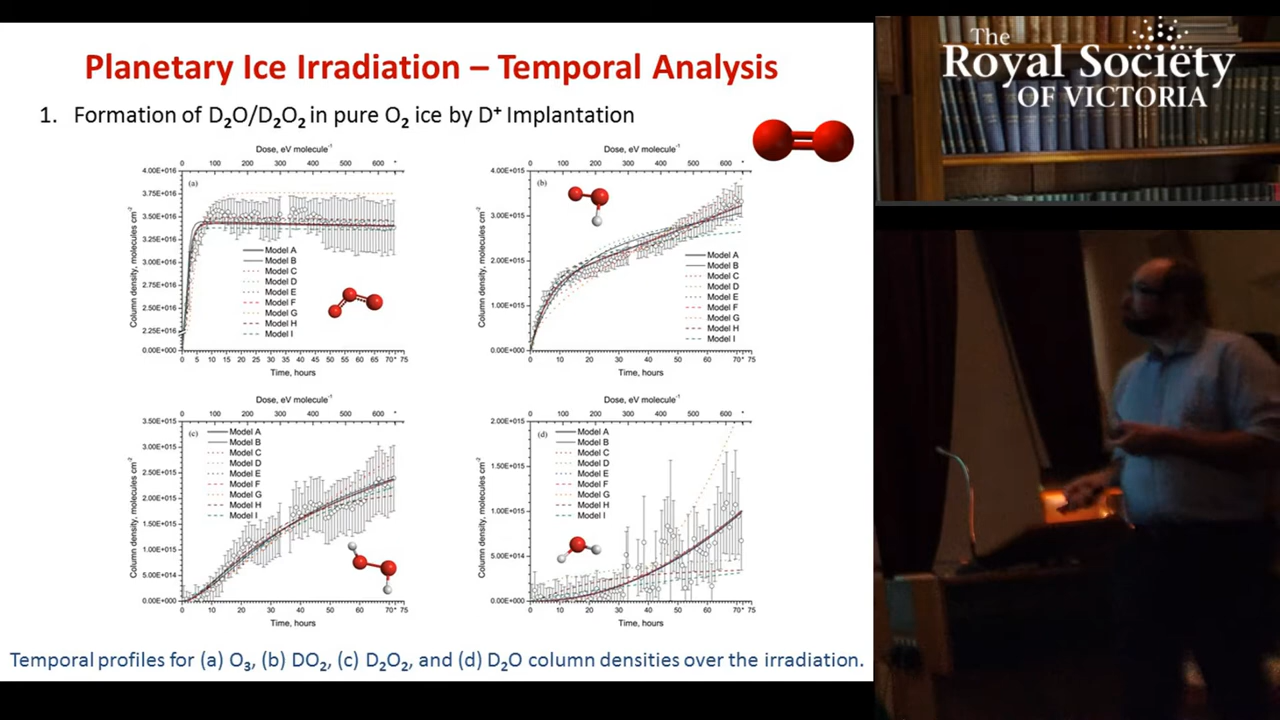 Planetary Ice Irradiation – Temporal Analysis
1. Formation of D2O/D2O2 in pure O2 ice by D+ Implantation
The
Royal Society
OF VICTORIA
Dose, eV molecule-1
0 100 200 300 400 500 600 *
(a)
Column density, molecules cm-2
4.00E+016
3.75E+016
3.50E+016
3.25E+016
3.00E+016
2.75E+016
2.50E+016
2.25E+016
0.00E+000
Model A
Model B
Model C
Model D
Model E
Model F
Model G
Model H
Model I
0 5 10 15 20 25 30 35 40 45 50 55 60 65 70* 75
Time, hours
Dose, eV molecule-1
0 100 200 300 400 500 600 *
(b)
Column density, molecules cm-2
4.00E+015
3.00E+015
2.00E+015
1.00E+015
0.00E+000
Model A
Model B
Model C
Model D
Model E
Model F
Model G
Model H
Model I
0 10 20 30 40 50 60 70* 75
Time, hours
Dose, eV molecule-1
0 100 200 300 400 500 600 *
(c)
Column density, molecules cm-2
3.50E+015
3.00E+015
2.50E+015
2.00E+015
1.50E+015
1.00E+015
5.00E+014
0.00E+000
Model A
Model B
Model C
Model D
Model E
Model F
Model G
Model H
Model I
0 10 20 30 40 50 60 70* 75
Time, hours
Dose, eV molecule-1
0 100 200 300 400 500 600 *
(d)
Column density, molecules cm-2
2.00E+015
1.50E+015
1.00E+015
5.00E+014
0.00E+000
Model A
Model B
Model C
Model D
Model E
Model F
Model G
Model H
Model I
0 10 20 30 40 50 60 70* 75
Time, hours
Temporal profiles for (a) O3, (b) DO2, (c) D2O2, and (d) D2O column densities over the irradiation.